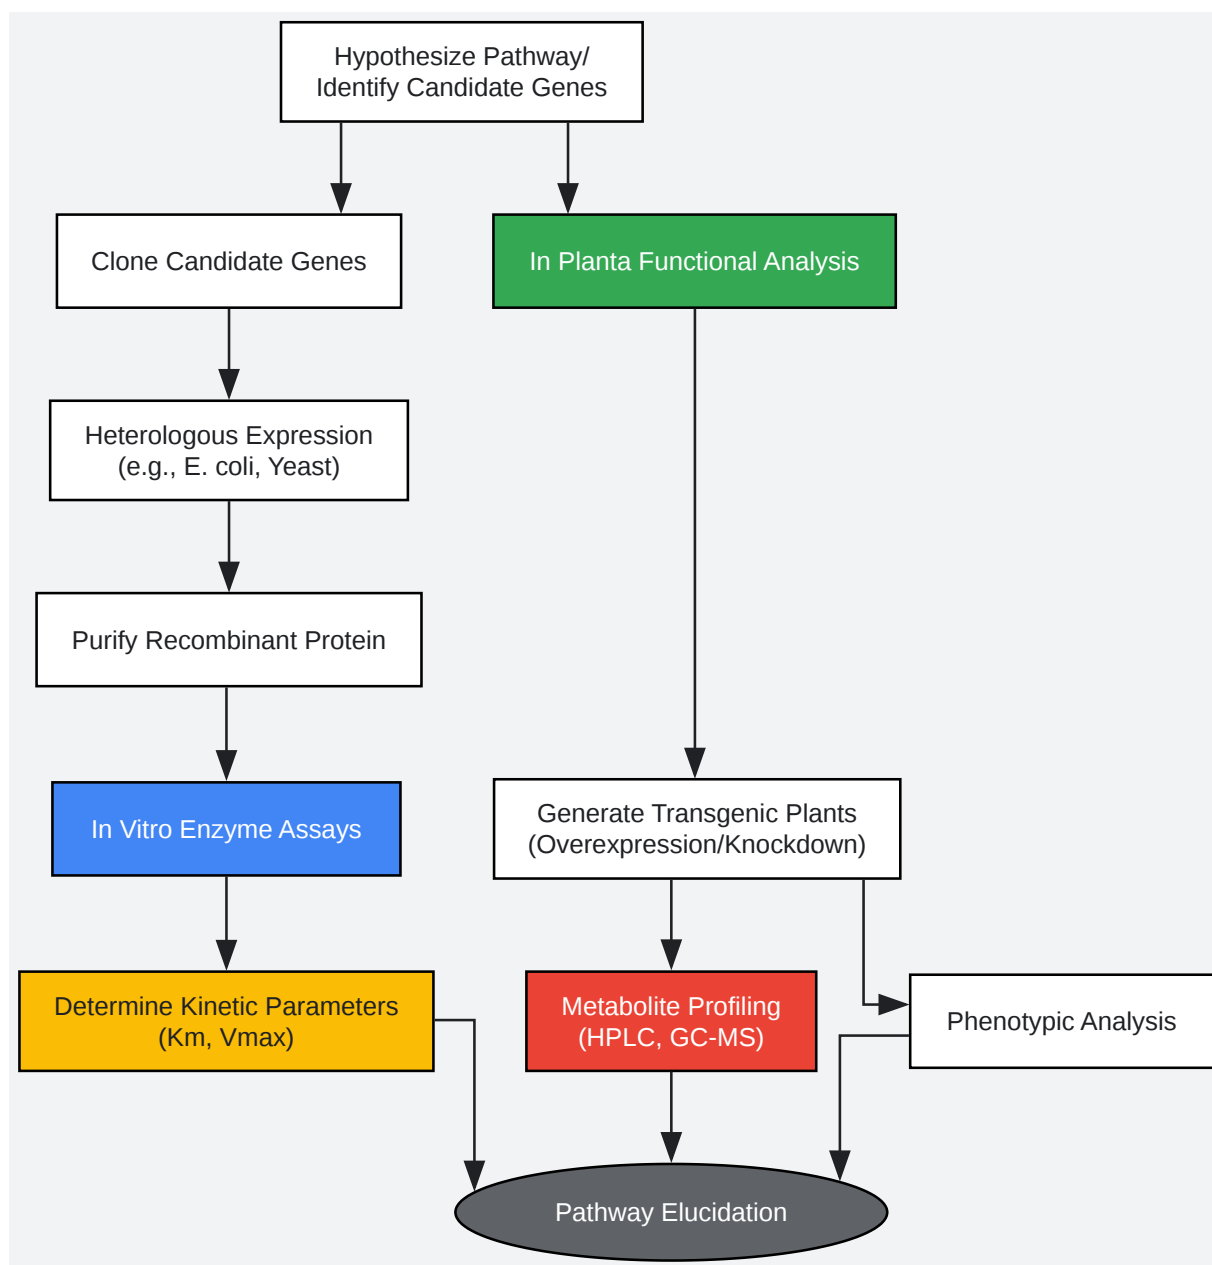 Hypothesize Pathway/
Identify Candidate Genes
Clone Candidate Genes
In Planta Functional Analysis
Heterologous Expression
(e.g., E. coli, Yeast)
Purify Recombinant Protein
In Vitro Enzyme Assays
Generate Transgenic Plants
(Overexpression/Knockdown)
Determine Kinetic Parameters
(Km, Vmax)
Metabolite Profiling
(HPLC, GC-MS)
Phenotypic Analysis
Pathway Elucidation